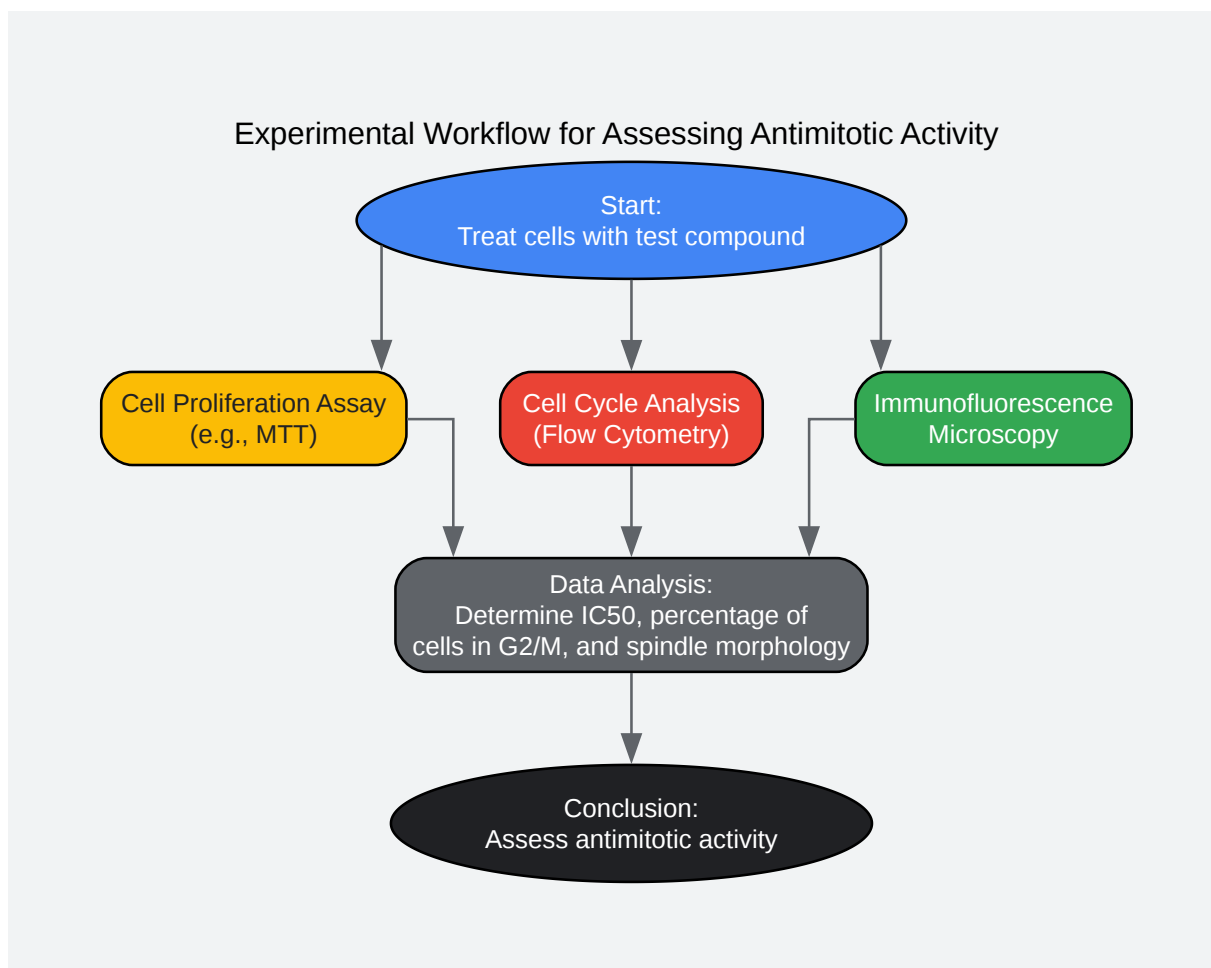 Experimental Workflow for Assessing Antimitotic Activity
Start:
Treat cells with test compound
Cell Proliferation Assay
(e.g., MTT)
Cell Cycle Analysis
(Flow Cytometry)
Immunofluorescence
Microscopy
Data Analysis:
Determine IC50, percentage of
cells in G2/M, and spindle morphology
Conclusion:
Assess antimitotic activity